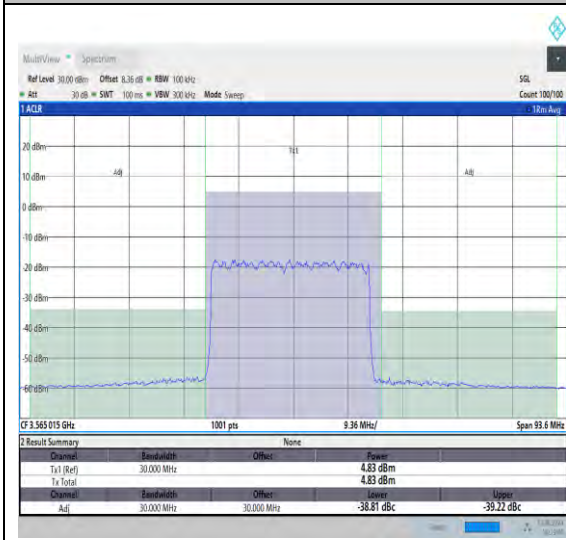 MultiView Spectrum
Ref Level 30.00 dBm Offset 8.36 dB RBW 100 kHz SGL
Att 30 dB SWT 100 ms VBW 300 kHz Mode Sweep Count 100/100
1 ACLR 1Rm Avg
Tx1
20 dBm
Adj Adj
10 dBm
0 dBm
-10 dBm
-20 dBm
-30 dBm
-40 dBm
-50 dBm
-60 dBm
CF 3.565 015 GHz 1001 pts 9.36 MHz/ Span 93.6 MHz
2 Result Summary None
Channel Bandwidth Offset Power
Tx1 (Ref) 30.000 MHz 4.83 dBm
Tx Total 4.83 dBm
Channel Bandwidth Offset Lower Upper
Adj 30.000 MHz 30.000 MHz -38.81 dBc -39.22 dBc